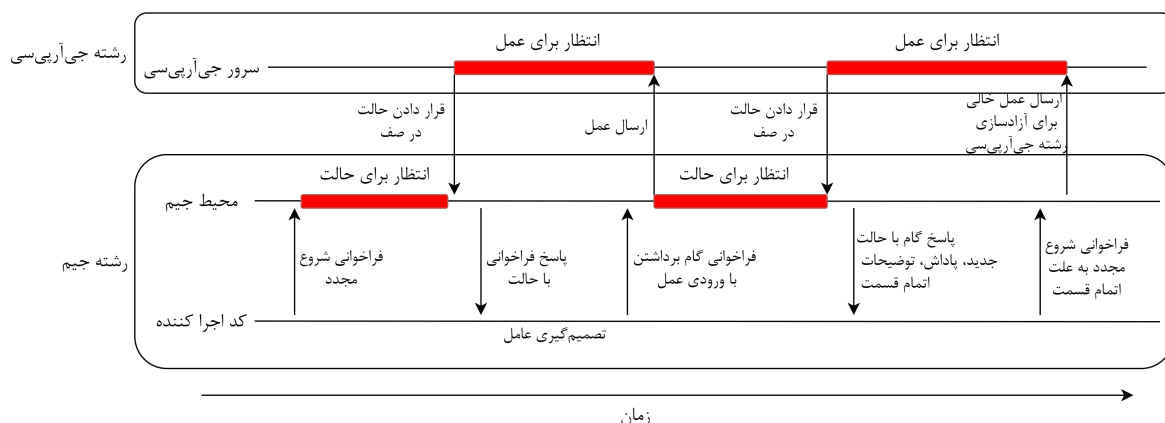 رشته جی‌آرپی‌سی
سرور جی‌آرپی‌سی
انتظار برای عمل
انتظار برای عمل
قرار دادن حالت
در صف
ارسال عمل
قرار دادن حالت
در صف
ارسال عمل خالی
برای آزادسازی
رشته جی‌آرپی‌سی
رشته جیم
محیط جیم
انتظار برای حالت
انتظار برای حالت
فراخوانی شروع
مجدد
پاسخ فراخوانی
با حالت
فراخوانی گام برداشتن
با ورودی عمل
پاسخ گام با حالت
جدید، پاداش، توضیحات
اتمام قسمت
فراخوانی شروع
مجدد به علت
اتمام قسمت
کد اجرا کننده
تصمیم‌گیری عامل
زمان